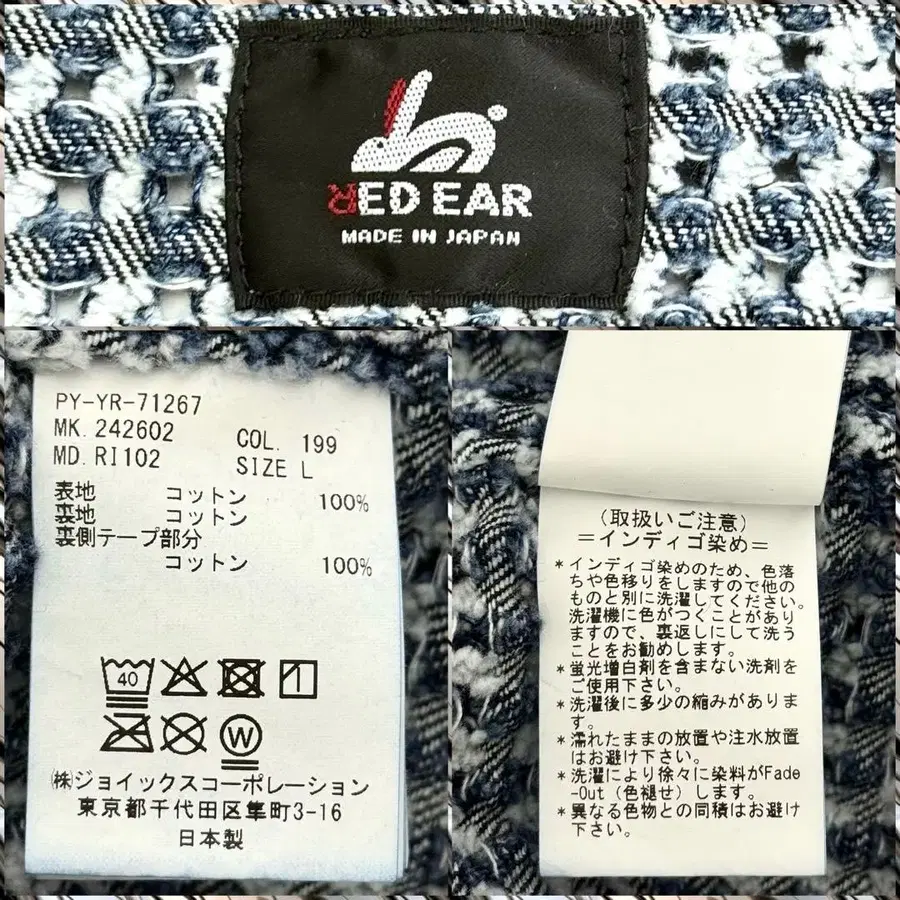 RED EAR
MADE IN JAPAN
PY-YR-71267
MK. 242602
COL. 199
MD. RI102
SIZE L
表地 コットン 100%
裏地 コットン
裏側テープ部分
コットン 100%
40
W
㈱ジョイックスコーポレーション
東京都千代田区隼町3-16
日本製
(取扱いご注意)
=インディゴ染め=
*インディゴ染めのため、色落
ちや色移りをしますので他の
ものと別に洗濯してください。
洗濯機に色がつくことがあり
ますので、裏返しにして洗う
ことをお勧めします。
*蛍光増白剤を含まない洗剤を
ご使用下さい。
*洗濯後に多少の縮みがありま
す。
*濡れたままの放置や注水放置
はお避け下さい。
*洗濯により徐々に染料がFade
-Out(色褪せ)します。
*異なる色物との同積はお避け
下さい。